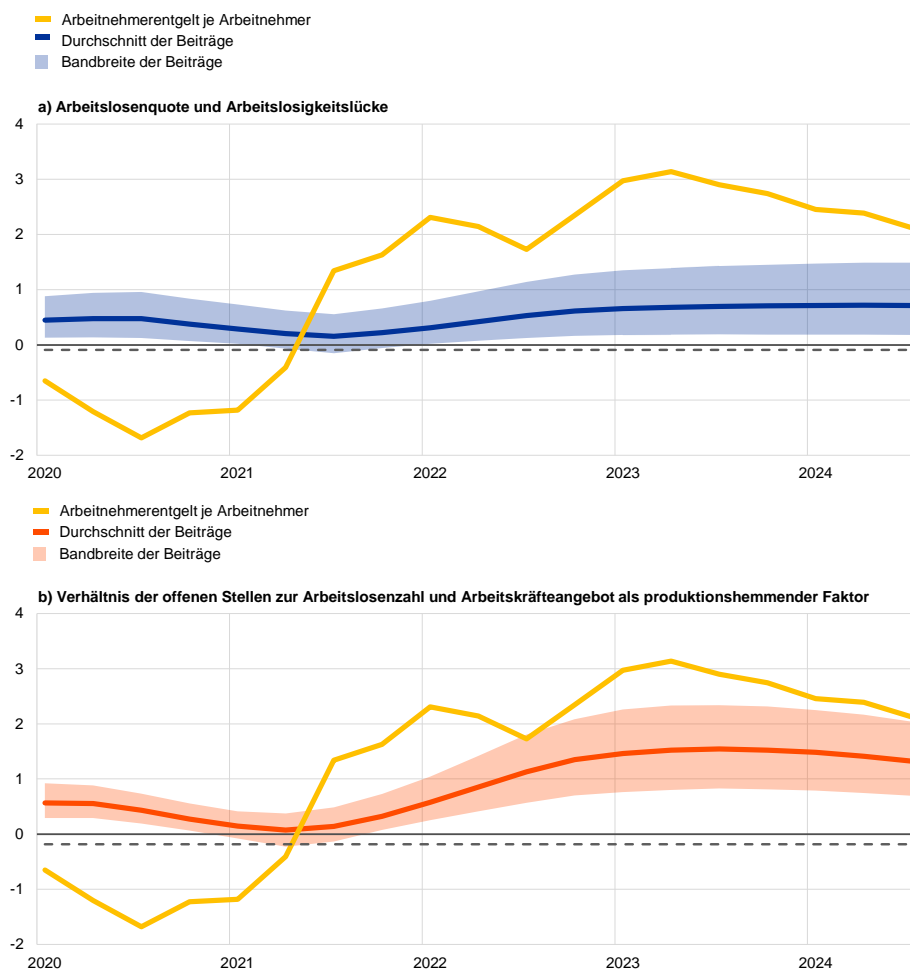 Arbeitnehmerentgelt je Arbeitnehmer
Durchschnitt der Beiträge
Bandbreite der Beiträge
a) Arbeitslosenquote und Arbeitslosigkeitslücke
4
3
2
1
0
-1
-2
2020 2021 2022 2023 2024
Arbeitnehmerentgelt je Arbeitnehmer
Durchschnitt der Beiträge
Bandbreite der Beiträge
b) Verhältnis der offenen Stellen zur Arbeitslosenzahl und Arbeitskräfteangebot als produktionshemmender Faktor
4
3
2
1
0
-1
-2
2020 2021 2022 2023 2024